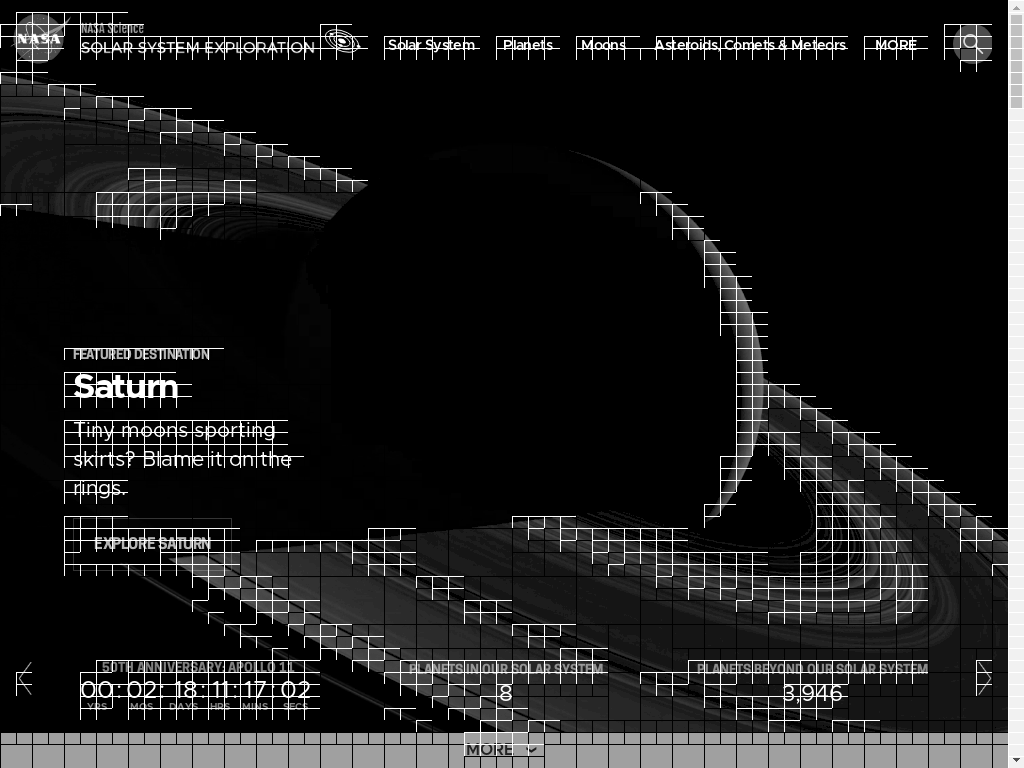 NASA
NASA Science
SOLAR SYSTEM EXPLORATION
Solar System
Planets
Moons
Asteroids, Comets & Meteors
MORE
FEATURED DESTINATION
Saturn
Tiny moons sporting
skirts? Blame it on the
rings.
EXPLORE SATURN
50TH ANNIVERSARY: APOLLO 11
00 : 02 : 18 : 11 : 17 : 02
YRS MOS DAYS HRS MINS SECS
PLANETS IN OUR SOLAR SYSTEM
8
PLANETS BEYOND OUR SOLAR SYSTEM
3,946
MORE